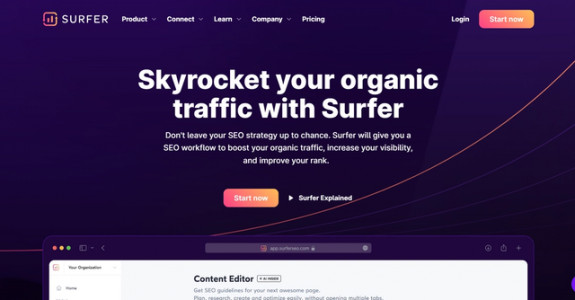 SURFER
Product
Connect
Learn
Company
Pricing
Login
Start now
Skyrocket your organic
traffic with Surfer
Don't leave your SEO strategy up to chance. Surfer will give you a
SEO workflow to boost your organic traffic, increase your visibility,
and improve your rank.
Start now
Surfer Explained
app.surferseo.com
Your Organization
Home
Content Editor
Get SEO guidelines for your next awesome page.
Plan, research, create and optimize easily, without opening multiple tabs.